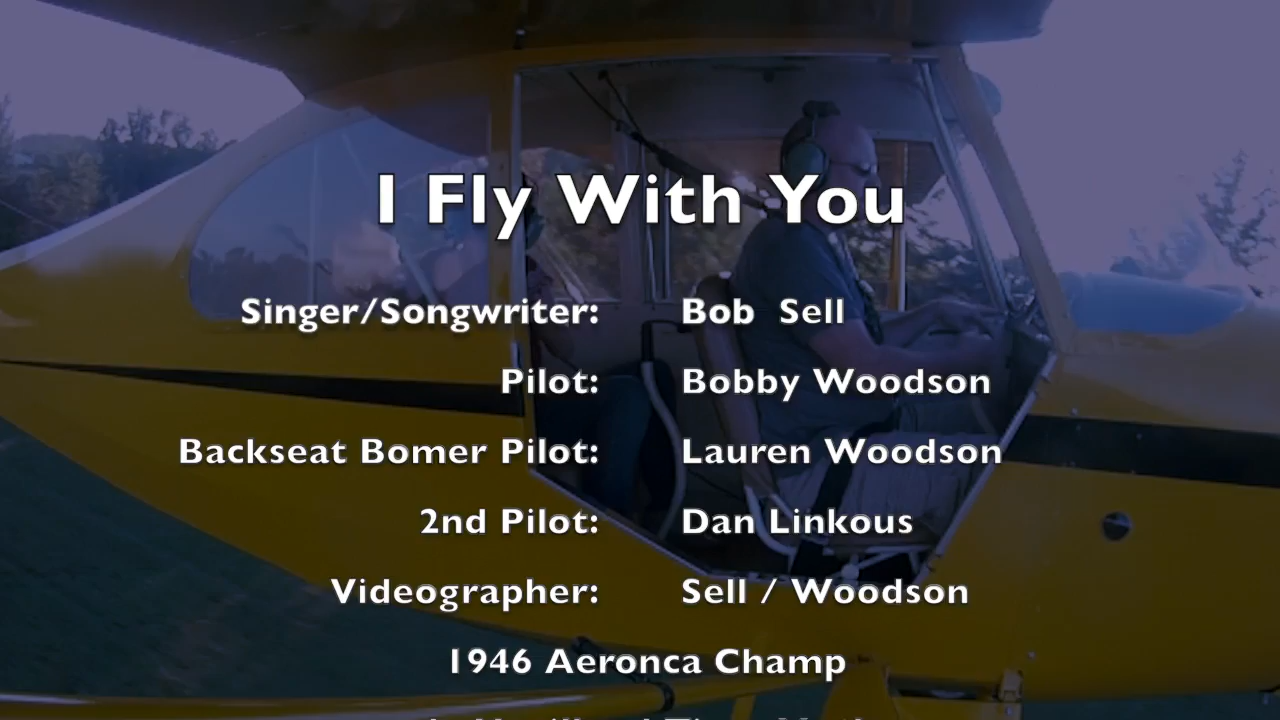 I Fly With You
Singer/Songwriter: Bob Sell
Pilot: Bobby Woodson
Backseat Bomer Pilot: Lauren Woodson
2nd Pilot: Dan Linkous
Videographer: Sell / Woodson
1946 Aeronca Champ